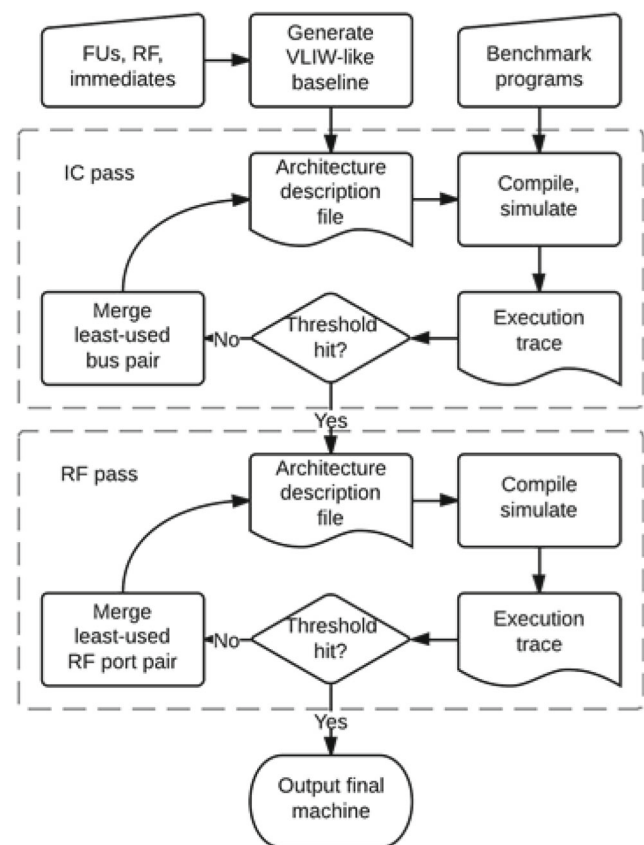 FUs, RF,
immediates
Generate
VLIW-like
baseline
Benchmark
programs
IC pass
Architecture
description
file
Compile,
simulate
Merge
least-used
bus pair
No
Threshold
hit?
Execution
trace
Yes
RF pass
Architecture
description
file
Compile
simulate
Merge
least-used
RF port pair
No
Threshold
hit?
Execution
trace
Yes
Output final
machine